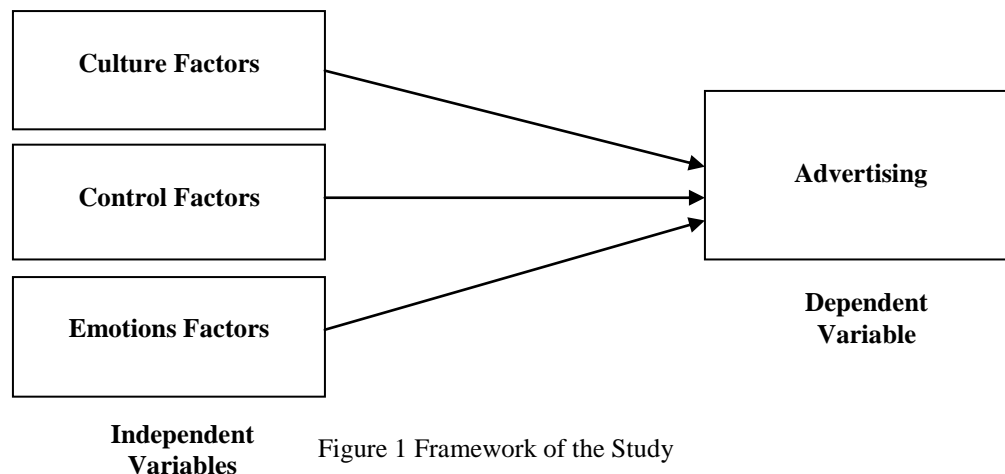 Culture Factors
Control Factors
Emotions Factors
Independent
Variables
Advertising
Dependent
Variable
Figure 1 Framework of the Study